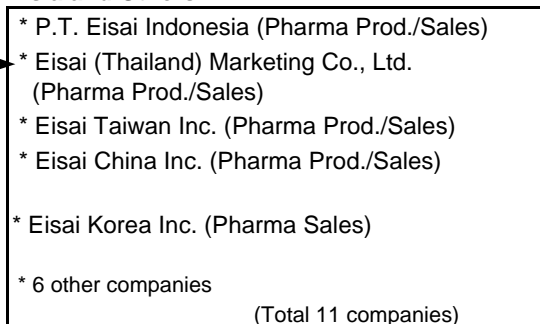 * P.T. Eisai Indonesia (Pharma Prod./Sales)
* Eisai (Thailand) Marketing Co., Ltd.
(Pharma Prod./Sales)
* Eisai Taiwan Inc. (Pharma Prod./Sales)
* Eisai China Inc. (Pharma Prod./Sales)
* Eisai Korea Inc. (Pharma Sales)
* 6 other companies
(Total 11 companies)